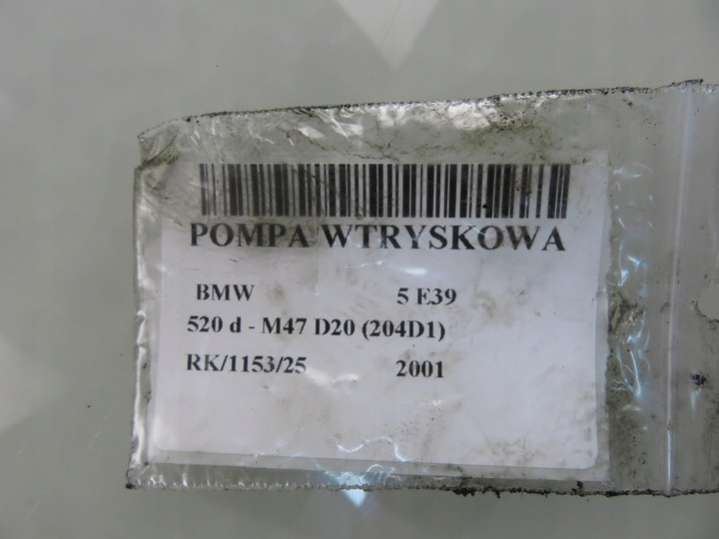 POMPA WTRYSKOWA
BMW 5 E39
520 d - M47 D20 (204D1)
RK/1153/25 2001